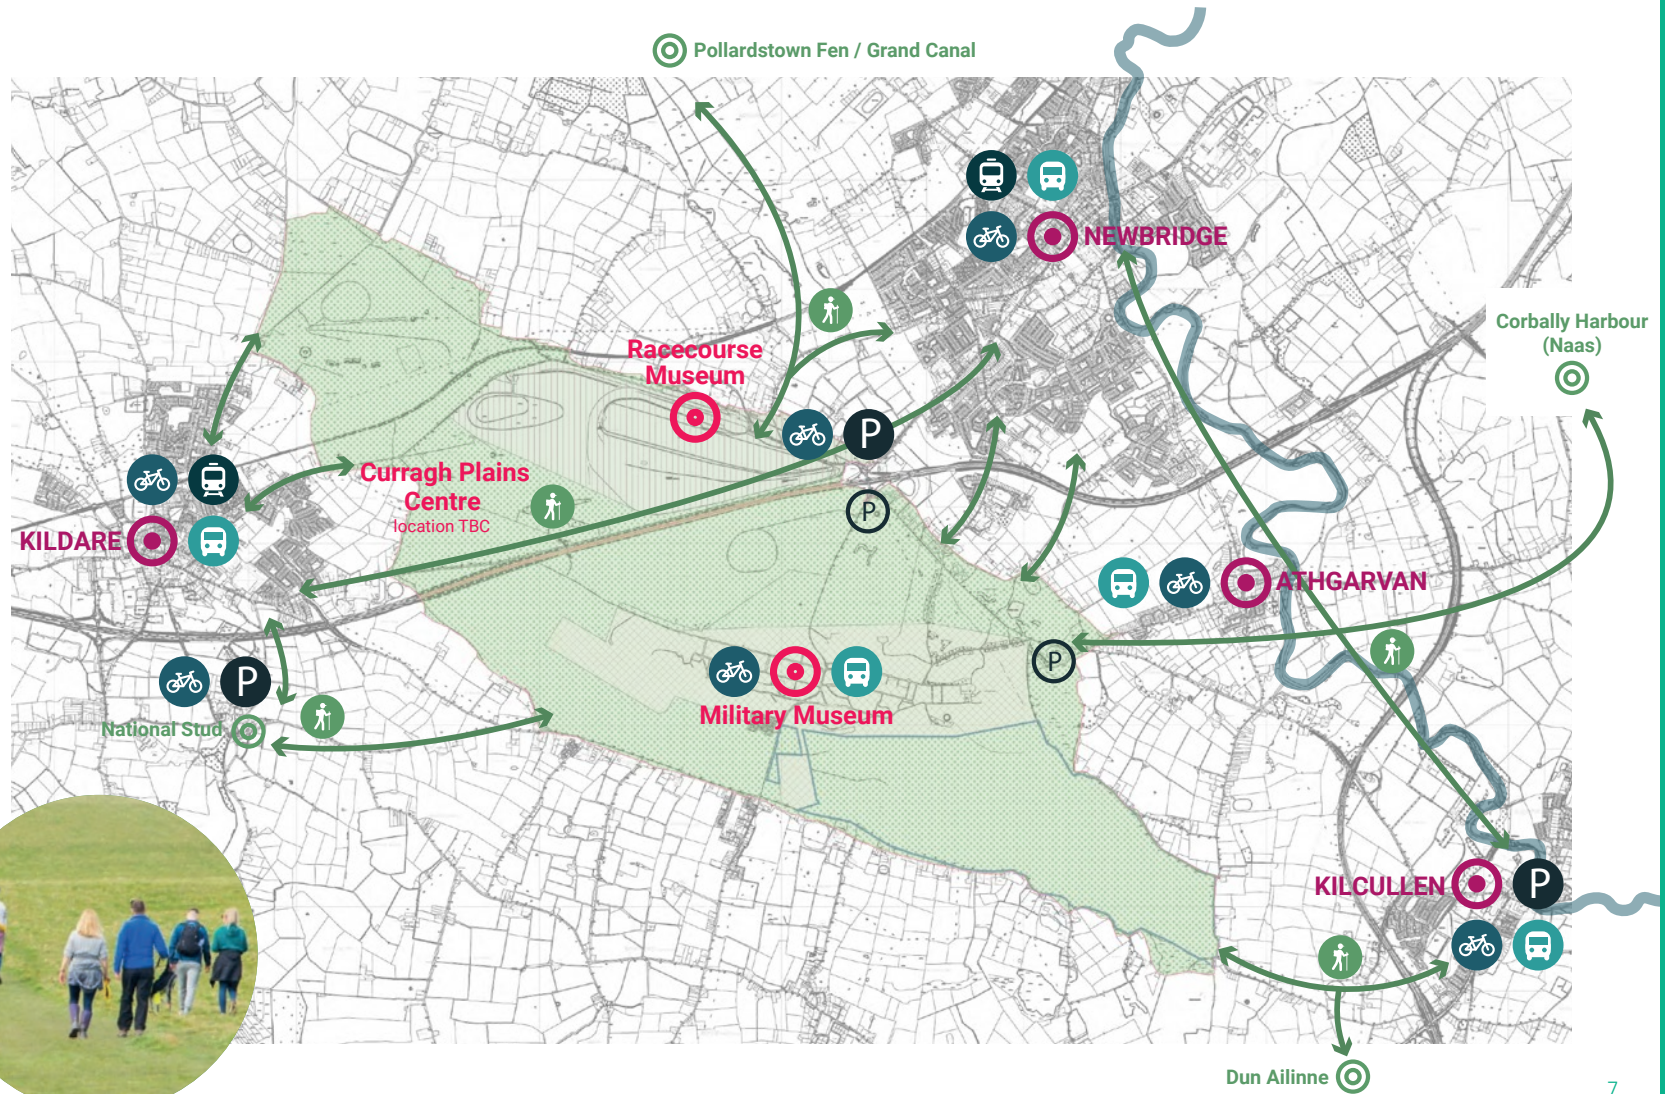 Pollardstown Fen / Grand Canal
NEWBRIDGE
Corbally Harbour
(Naas)
Racecourse
Museum
P
Curragh Plains
Centre
location TBC
P
KILDARE
ATHGARVAN
P
P
National Stud
Military Museum
KILCULLEN
P
Dun Ailinne
7